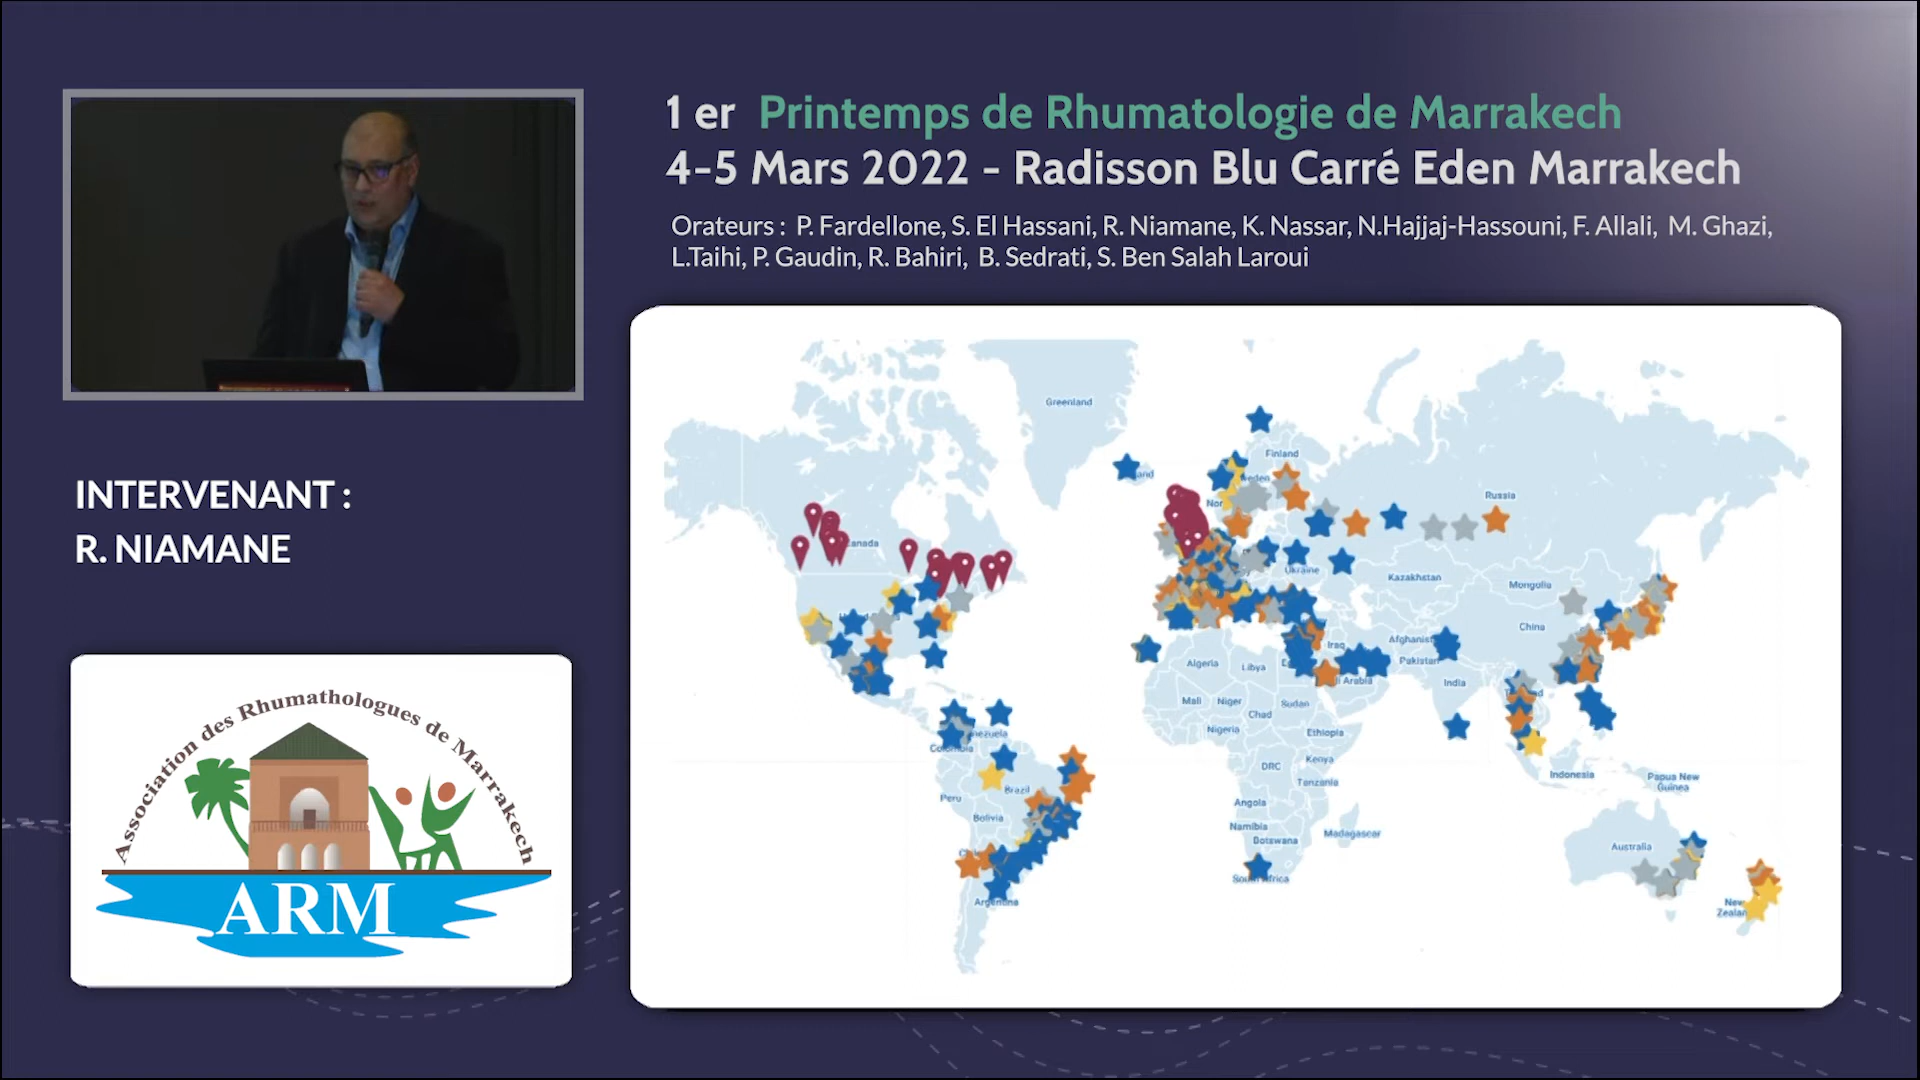 1 er Printemps de Rhumatologie de Marrakech
4-5 Mars 2022 - Radisson Blu Carré Eden Marrakech
Orateurs : P. Fardellone, S. El Hassani, R. Niamane, K. Nassar, N.Hajjaj-Hassouni, F. Allali, M. Ghazi,
L.Taihi, P. Gaudin, R. Bahiri, B. Sedrati, S. Ben Salah Laroui
INTERVENANT :
R. NIAMANE
Association des Rhumathologues de Marrakech
ARM
Greenland
Finland
Russia
Ukraine
Kazakhstan
Mongolia
China
Iraq
Pakistan
India
Algeria
Libya
Arabia
Mali
Niger
Sudan
Chad
Nigeria
Ethiopia
DRC
Kenya
Tanzania
Angola
Namibia
Botswana
Madagascar
Peru
Brazil
Bolivia
Argentina
Indonesia
Papua New
Guinea
Australia
New